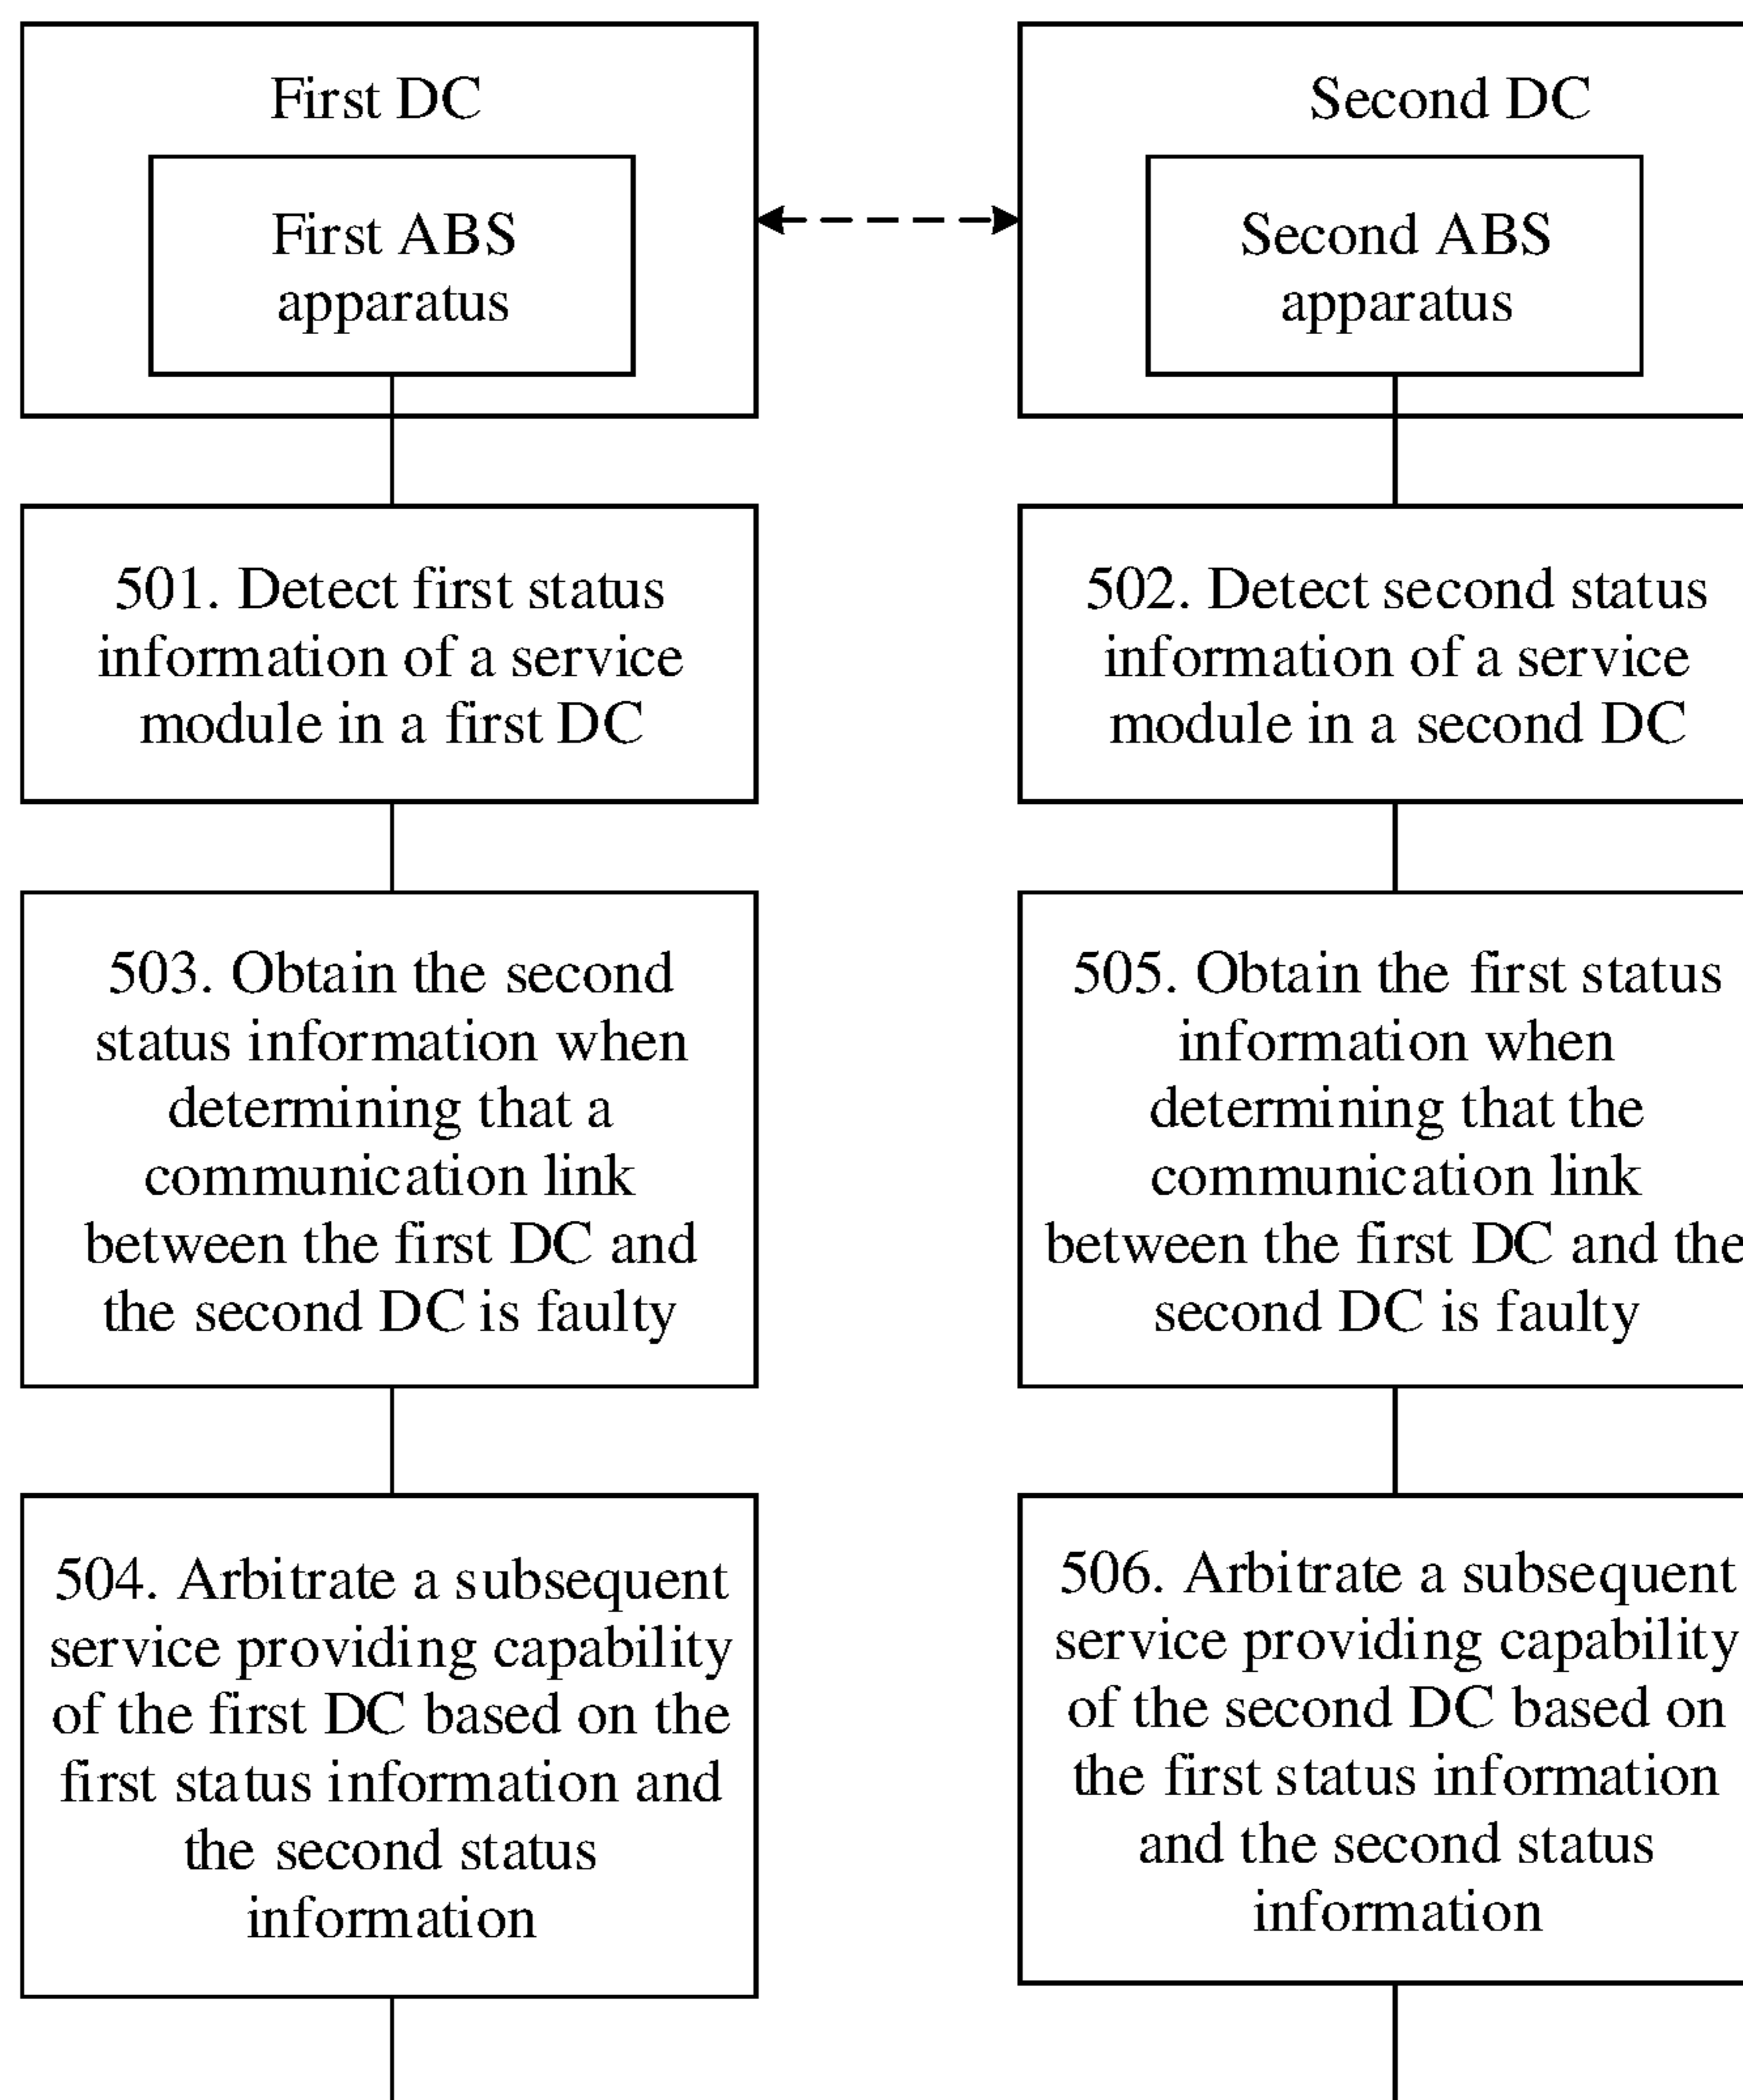 First DC
First ABS
apparatus
Second DC
Second ABS
apparatus
501. Detect first status
information of a service
module in a first DC
502. Detect second status
information of a service
module in a second DC
503. Obtain the second
status information when
determining that a
communication link
between the first DC and
the second DC is faulty
505. Obtain the first status
information when
determining that the
communication link
between the first DC and the
second DC is faulty
504. Arbitrate a subsequent
service providing capability
of the first DC based on the
first status information and
the second status
information
506. Arbitrate a subsequent
service providing capability
of the second DC based on
the first status information
and the second status
information